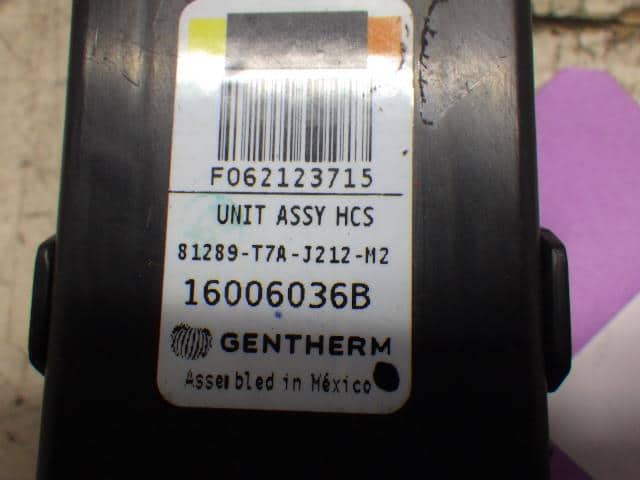 F062123715
UNIT ASSY HCS
81289-T7A-J212-M2
16006036B
GENTHERM
Assembled in México